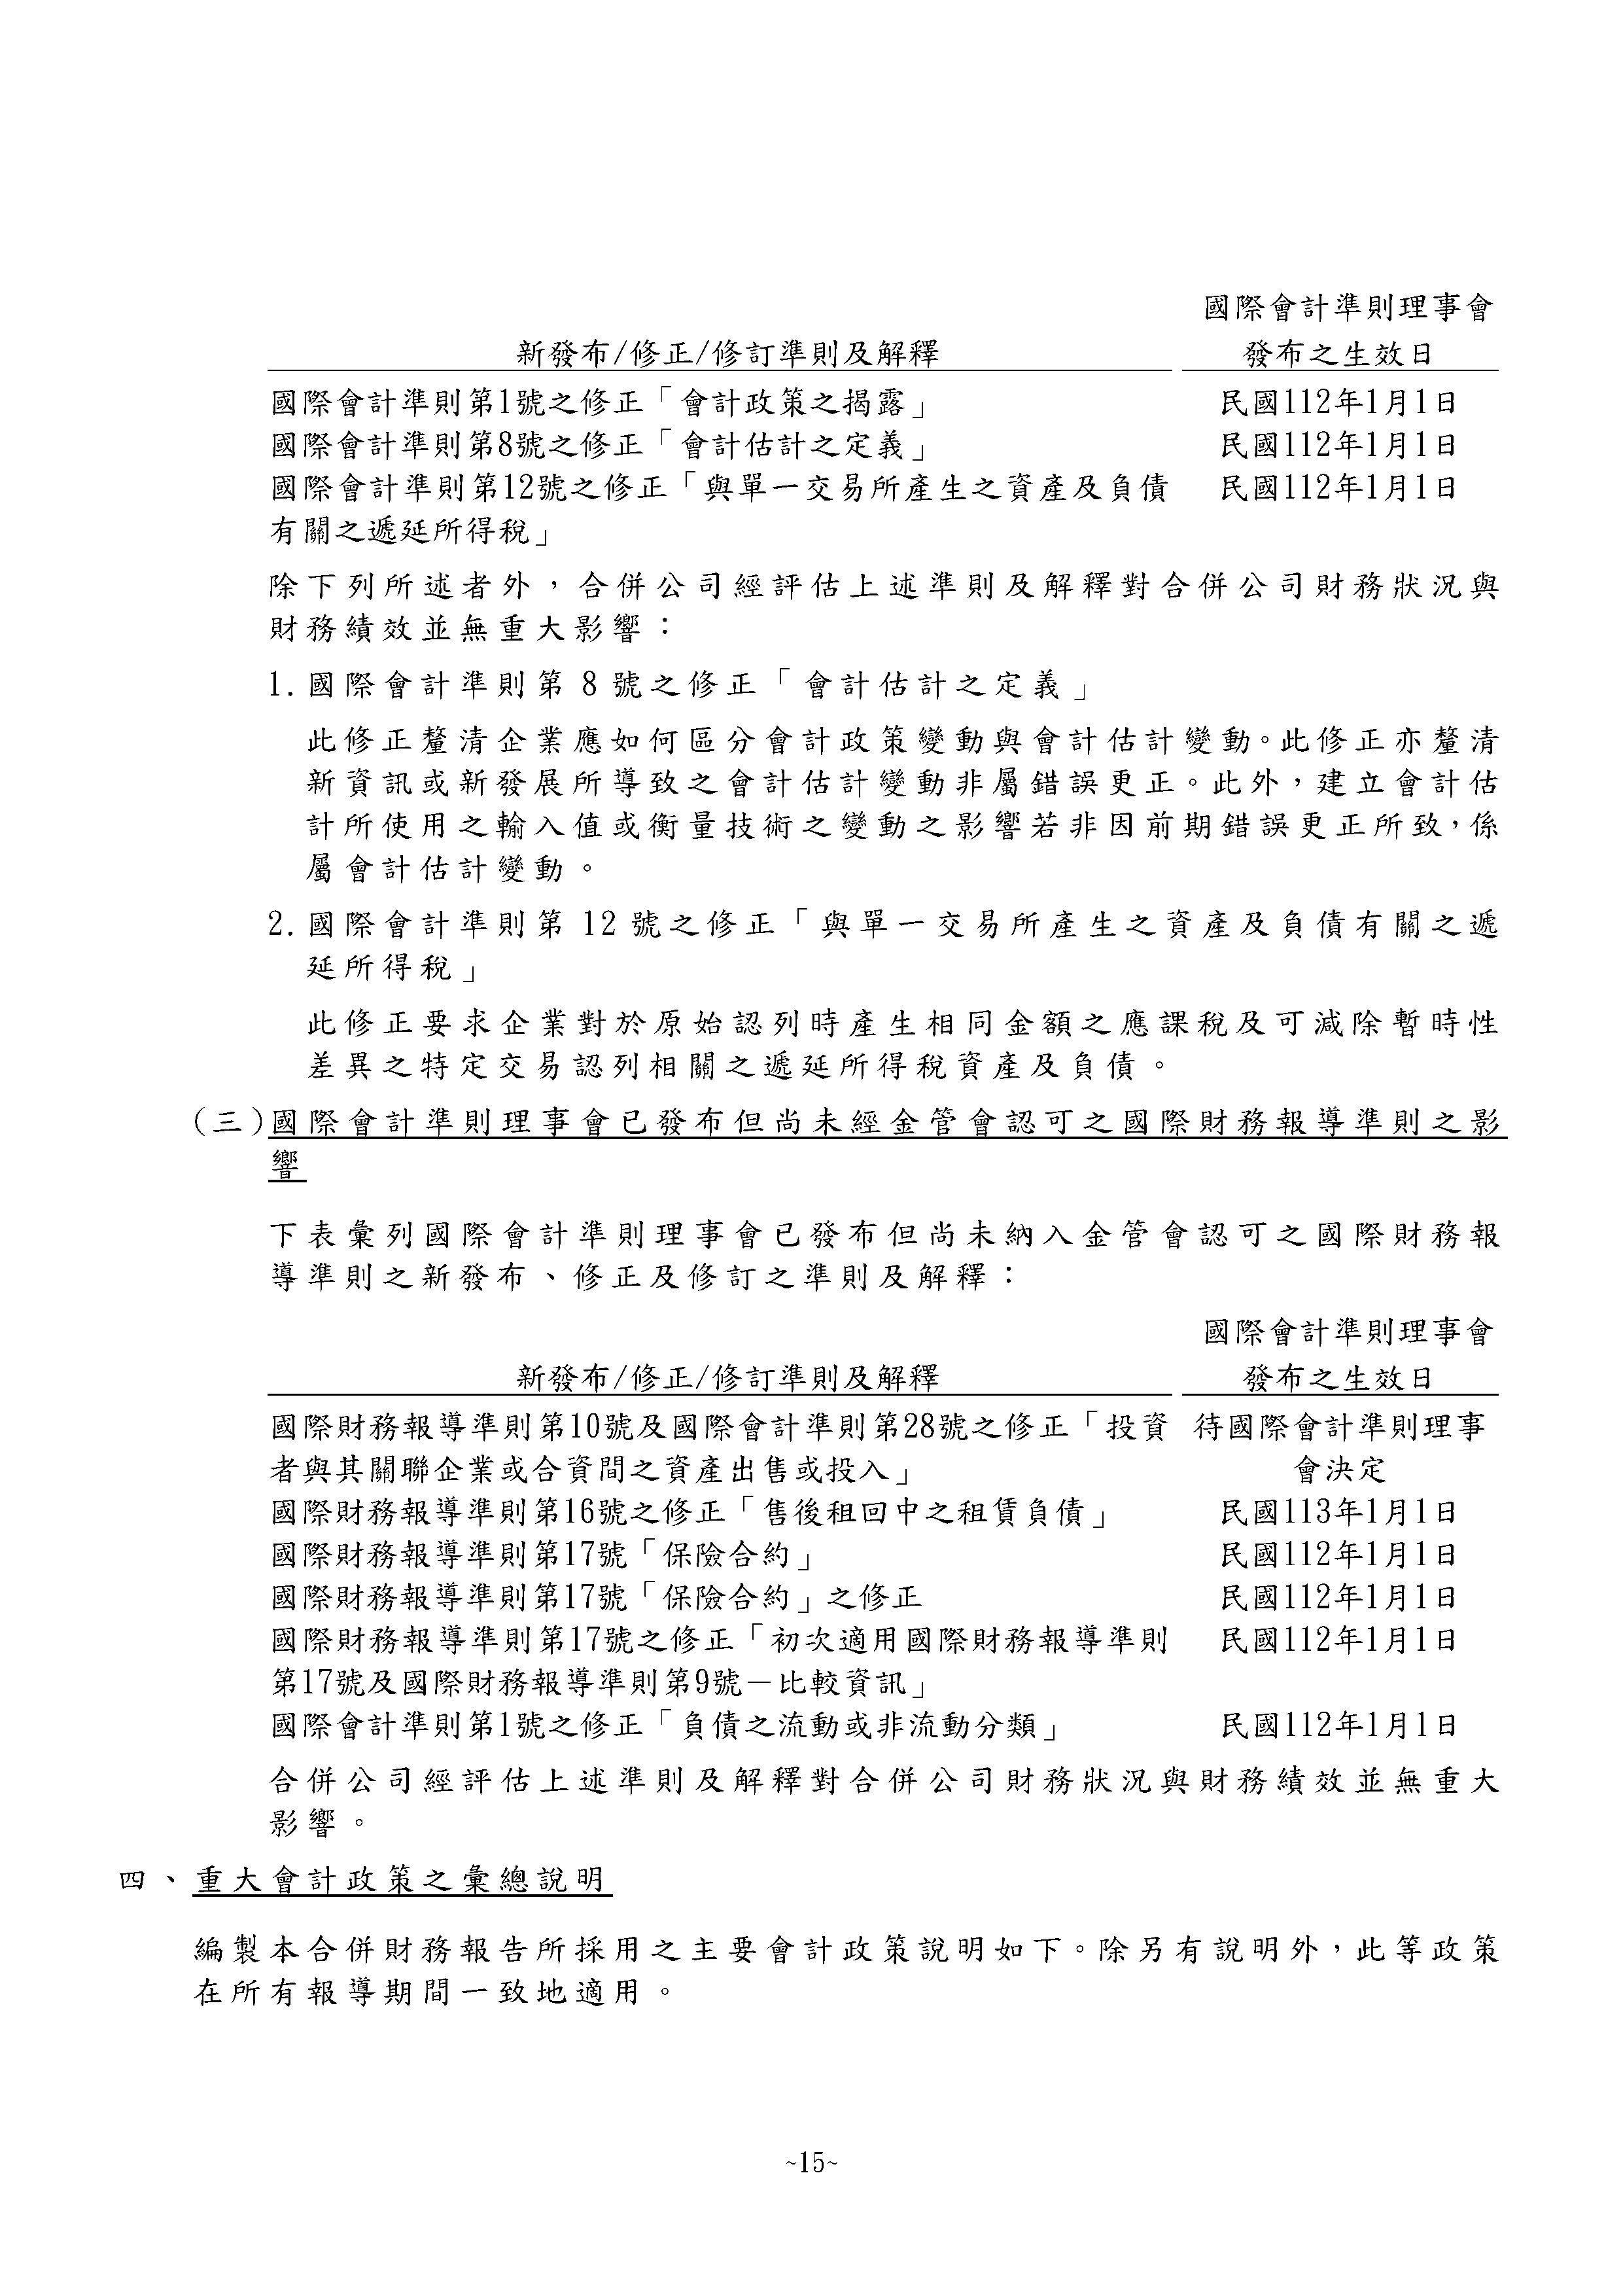 國際會計準則理事會
新發布/修正/修訂準則及解釋 發布之生效日
國際會計準則第1號之修正「會計政策之揭露」 民國112年1月1日
國際會計準則第8號之修正「會計估計之定義」 民國112年1月1日
國際會計準則第12號之修正「與單一交易所產生之資產及負債 民國112年1月1日
有關之遞延所得稅」
除下列所述者外，合併公司經評估上述準則及解釋對合併公司財務狀況與
財務績效並無重大影響：
1.國際會計準則第 8 號之修正「會計估計之定義」
此修正釐清企業應如何區分會計政策變動與會計估計變動。此修正亦釐清
新資訊或新發展所導致之會計估計變動非屬錯誤更正。此外，建立會計估
計所使用之輸入值或衡量技術之變動之影響若非因前期錯誤更正所致，係
屬會計估計變動。
2.國際會計準則第 12 號之修正「與單一交易所產生之資產及負債有關之遞
延所得稅」
此修正要求企業對於原始認列時產生相同金額之應課稅及可減除暫時性
差異之特定交易認列相關之遞延所得稅資產及負債。
(三)國際會計準則理事會已發布但尚未經金管會認可之國際財務報導準則之影
響
下表彙列國際會計準則理事會已發布但尚未納入金管會認可之國際財務報
導準則之新發布、修正及修訂之準則及解釋：
國際會計準則理事會
新發布/修正/修訂準則及解釋 發布之生效日
國際財務報導準則第10號及國際會計準則第28號之修正「投資 待國際會計準則理事
者與其關聯企業或合資間之資產出售或投入」 會決定
國際財務報導準則第16號之修正「售後租回中之租賃負債」 民國113年1月1日
國際財務報導準則第17號「保險合約」 民國112年1月1日
國際財務報導準則第17號「保險合約」之修正 民國112年1月1日
國際財務報導準則第17號之修正「初次適用國際財務報導準則 民國112年1月1日
第17號及國際財務報導準則第9號－比較資訊」
國際會計準則第1號之修正「負債之流動或非流動分類」 民國112年1月1日
合併公司經評估上述準則及解釋對合併公司財務狀況與財務績效並無重大
影響。
四、重大會計政策之彙總說明
編製本合併財務報告所採用之主要會計政策說明如下。除另有說明外，此等政策
在所有報導期間一致地適用。
~15~